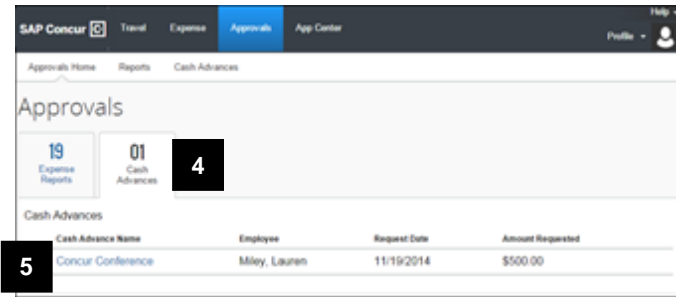 Help
SAP Concur C Travel Expense Approvals App Center
Profile
Approvals Home Reports Cash Advances
Approvals
19 01
Expense Reports Cash Advances
4
Cash Advances
Cash Advance Name Employee Request Date Amount Requested
5 Concur Conference Miley, Lauren 11/19/2014 $500.00